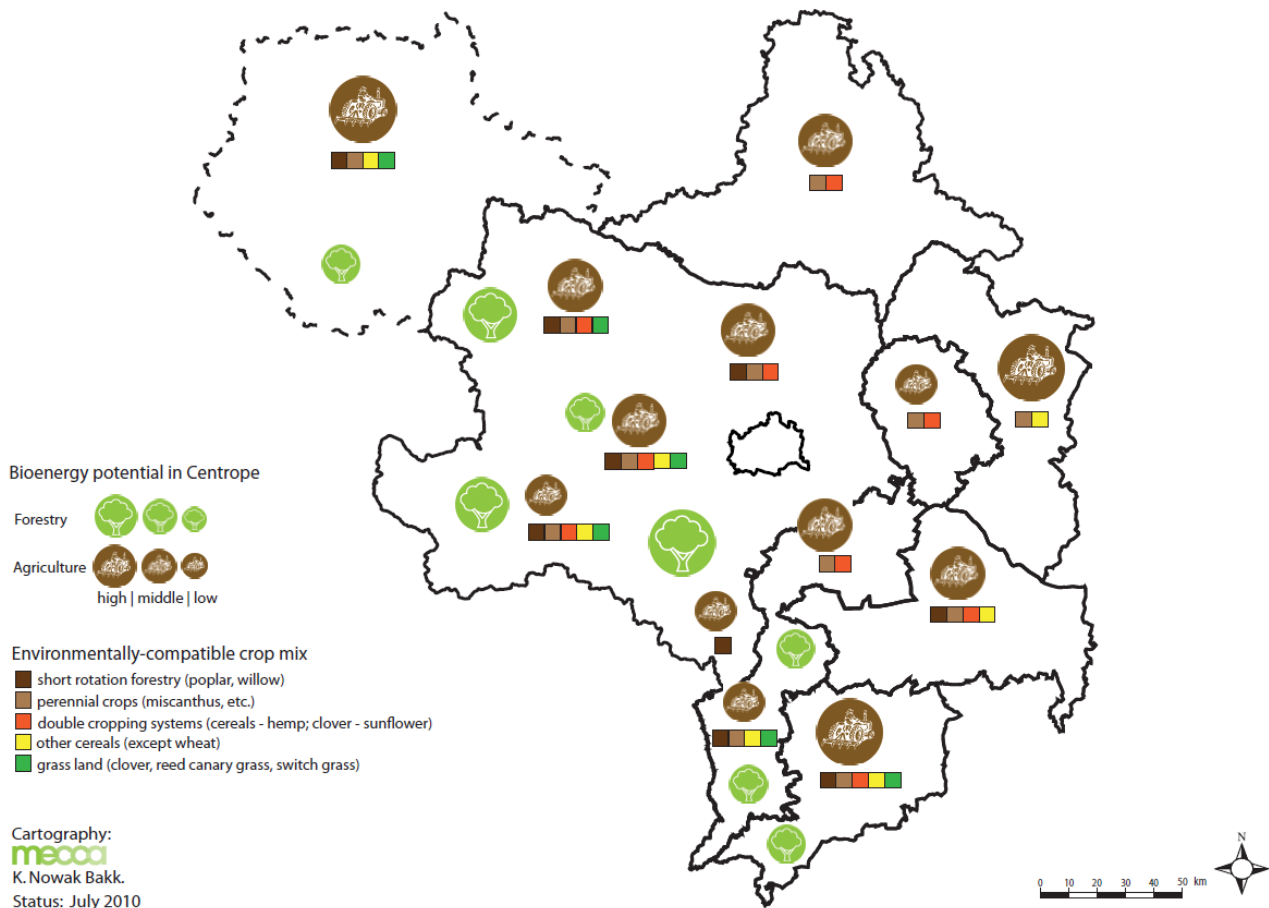 Bioenergy potential in Centrope
Forestry
Agriculture
high | middle | low
Environmentally-compatible crop mix
short rotation forestry (poplar, willow)
perennial crops (miscanthus, etc.)
double cropping systems (cereals - hemp; clover - sunflower)
other cereals (except wheat)
grass land (clover, reed canary grass, switch grass)
Cartography:
mecca
K. Nowak Bakk.
Status: July 2010
N
0 10 20 30 40 50 km